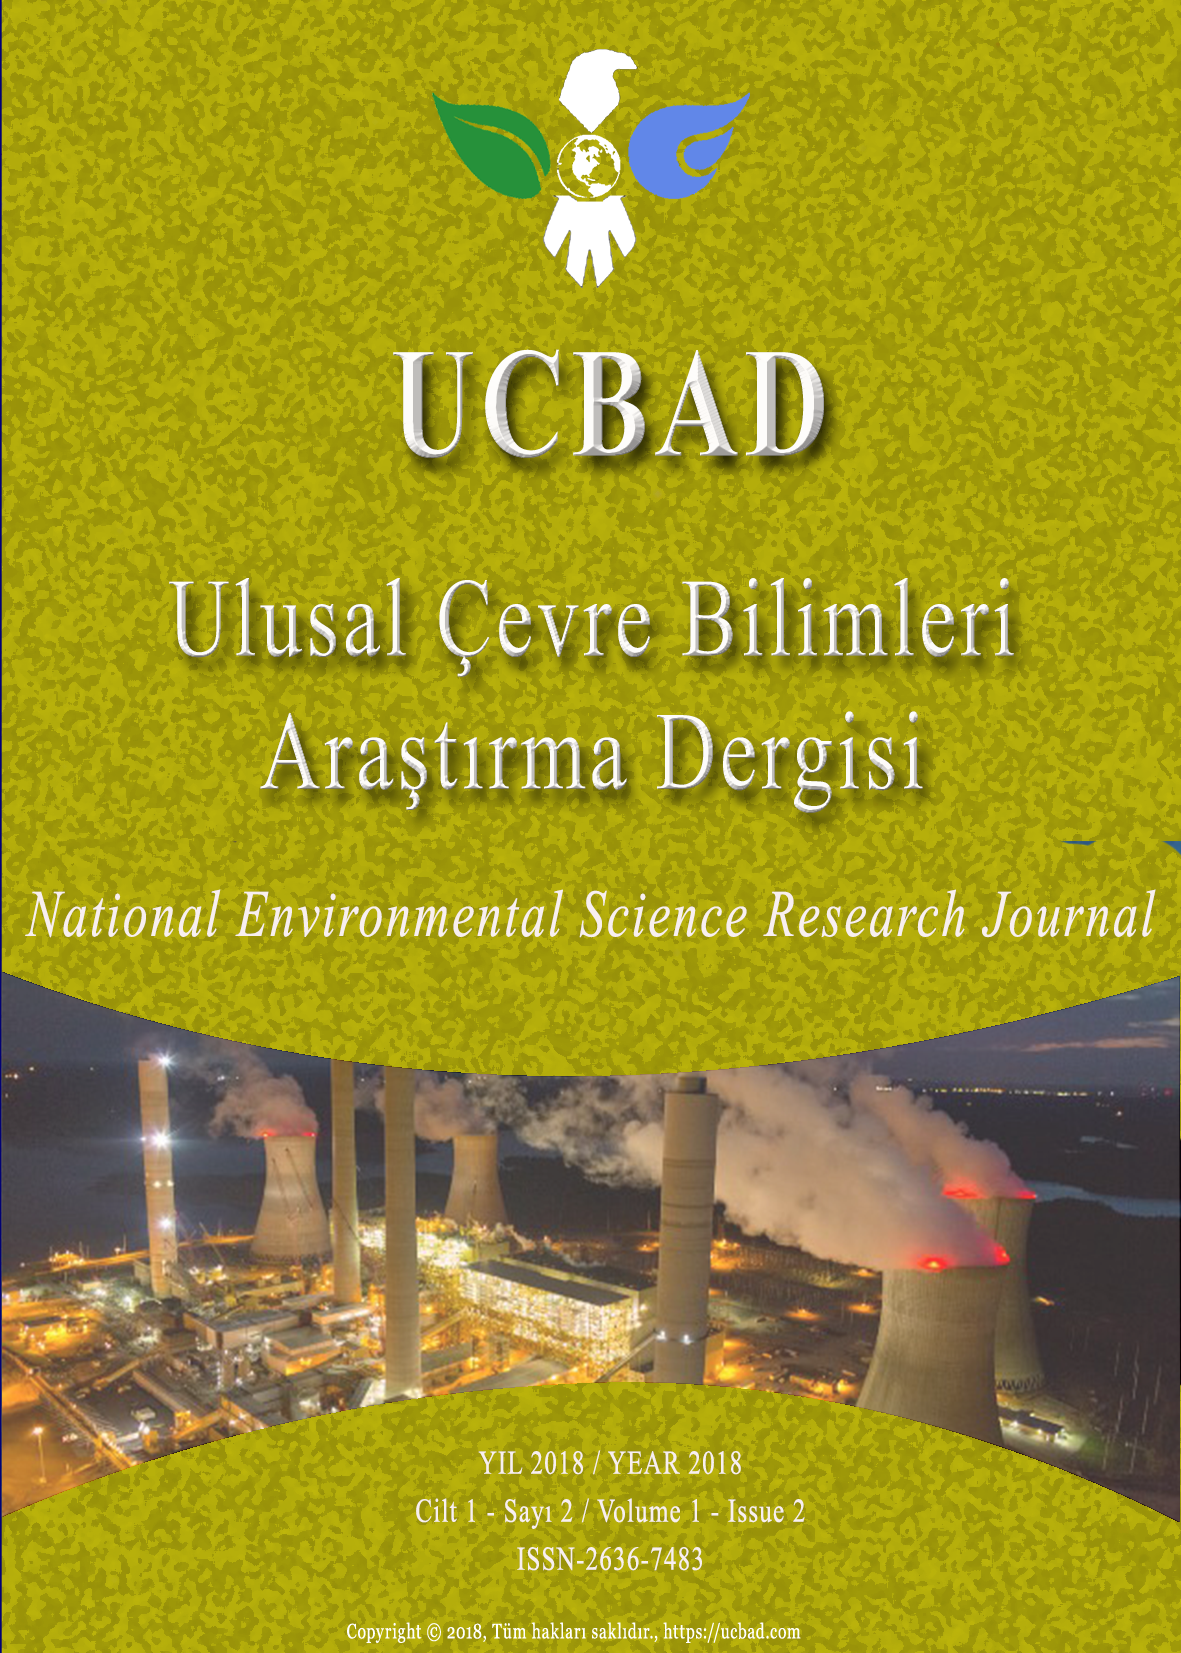 UCBAD
Ulusal Çevre Bilimleri
Araştırma Dergisi
National Environmental Science Research Journal
YIL 2018 / YEAR 2018
Cilt 1 - Sayı 2 / Volume 1 - Issue 2
ISSN-2636-7483
Copyright © 2018, Tüm hakları saklıdır., https://ucbad.com